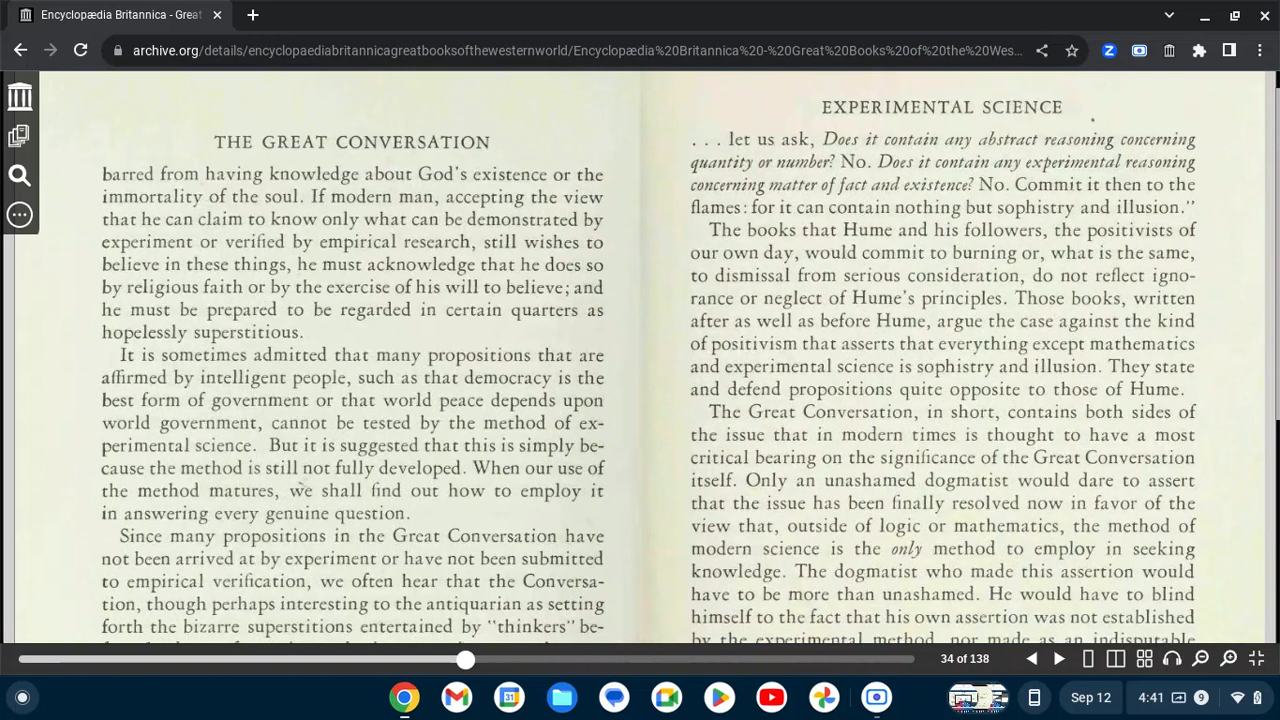 Encyclopædia Britannica - Great
archive.org/details/encyclopaediabritannicagreatbooksofthewesternworld/Encyclopædia%20Britannica%20-%20Great%20Books%20of%20the%20Wes...
THE GREAT CONVERSATION
barred from having knowledge about God's existence or the
immortality of the soul. If modern man, accepting the view
that he can claim to know only what can be demonstrated by
experiment or verified by empirical research, still wishes to
believe in these things, he must acknowledge that he does so
by religious faith or by the exercise of his will to believe; and
he must be prepared to be regarded in certain quarters as
hopelessly superstitious.
It is sometimes admitted that many propositions that are
affirmed by intelligent people, such as that democracy is the
best form of government or that world peace depends upon
world government, cannot be tested by the method of ex-
perimental science. But it is suggested that this is simply be-
cause the method is still not fully developed. When our use of
the method matures, we shall find out how to employ it
in answering every genuine question.
Since many propositions in the Great Conversation have
not been arrived at by experiment or have not been submitted
to empirical verification, we often hear that the Conversa-
tion, though perhaps interesting to the antiquarian as setting
forth the bizarre superstitions entertained by "thinkers" be-
EXPERIMENTAL SCIENCE
. . . let us ask, Does it contain any abstract reasoning concerning
quantity or number? No. Does it contain any experimental reasoning
concerning matter of fact and existence? No. Commit it then to the
flames: for it can contain nothing but sophistry and illusion."
The books that Hume and his followers, the positivists of
our own day, would commit to burning or, what is the same,
to dismissal from serious consideration, do not reflect igno-
rance or neglect of Hume's principles. Those books, written
after as well as before Hume, argue the case against the kind
of positivism that asserts that everything except mathematics
and experimental science is sophistry and illusion. They state
and defend propositions quite opposite to those of Hume.
The Great Conversation, in short, contains both sides of
the issue that in modern times is thought to have a most
critical bearing on the significance of the Great Conversation
itself. Only an unashamed dogmatist would dare to assert
that the issue has been finally resolved now in favor of the
view that, outside of logic or mathematics, the method of
modern science is the only method to employ in seeking
knowledge. The dogmatist who made this assertion would
have to be more than unashamed. He would have to blind
himself to the fact that his own assertion was not established
by the experimental method, nor made as an indisputable
34 of 138
Sep 12
4:41
9